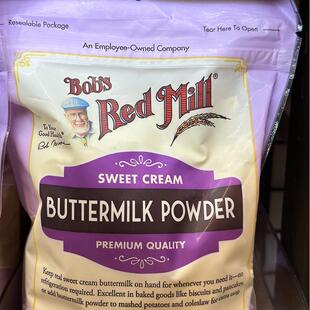 Resealable Package
Tear Here To Open
An Employee-Owned Company
Bob's
Red Mill®
To Your
Good Health
Bob Moore
SWEET CREAM
BUTTERMILK POWDER
PREMIUM QUALITY
Keep real sweet cream buttermilk on hand for whenever you need it—no
refrigeration required. Excellent in baked goods like biscuits and pancakes,
or add buttermilk powder to mashed potatoes and coleslaw for extra tang.